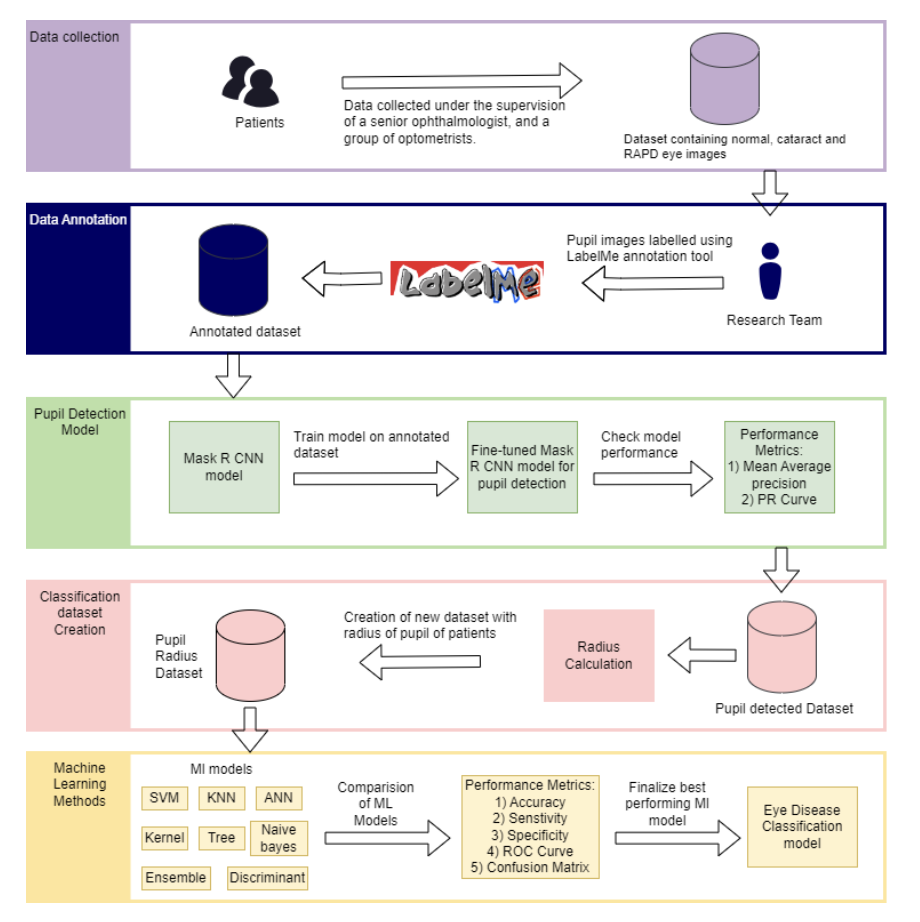 Data collection
Patients
Data collected under the supervision
of a senior ophthalmologist, and a
group of optometrists.
Dataset containing normal, cataract and
RAPD eye images
Data Annotation
Annotated dataset
LabelMe
Pupil images labelled using
LabelMe annotation tool
Research Team
Pupil Detection
Model
Mask R CNN
model
Train model on annotated
dataset
Fine-tuned Mask
R CNN model for
pupil detection
Check model
performance
Performance
Metrics:
1) Mean Average
precision
2) PR Curve
Classification
dataset
Creation
Pupil
Radius
Dataset
Creation of new dataset with
radius of pupil of patients
Radius
Calculation
Pupil detected Dataset
Machine
Learning
Methods
Ml models
SVM
KNN
ANN
Kernel
Tree
Naive
bayes
Ensemble
Discriminant
Comparision
of ML
Models
Performance Metrics:
1) Accuracy
2) Senstivity
3) Specificity
4) ROC Curve
5) Confusion Matrix
Finalize best
performing Ml
model
Eye Disease
Classification
model